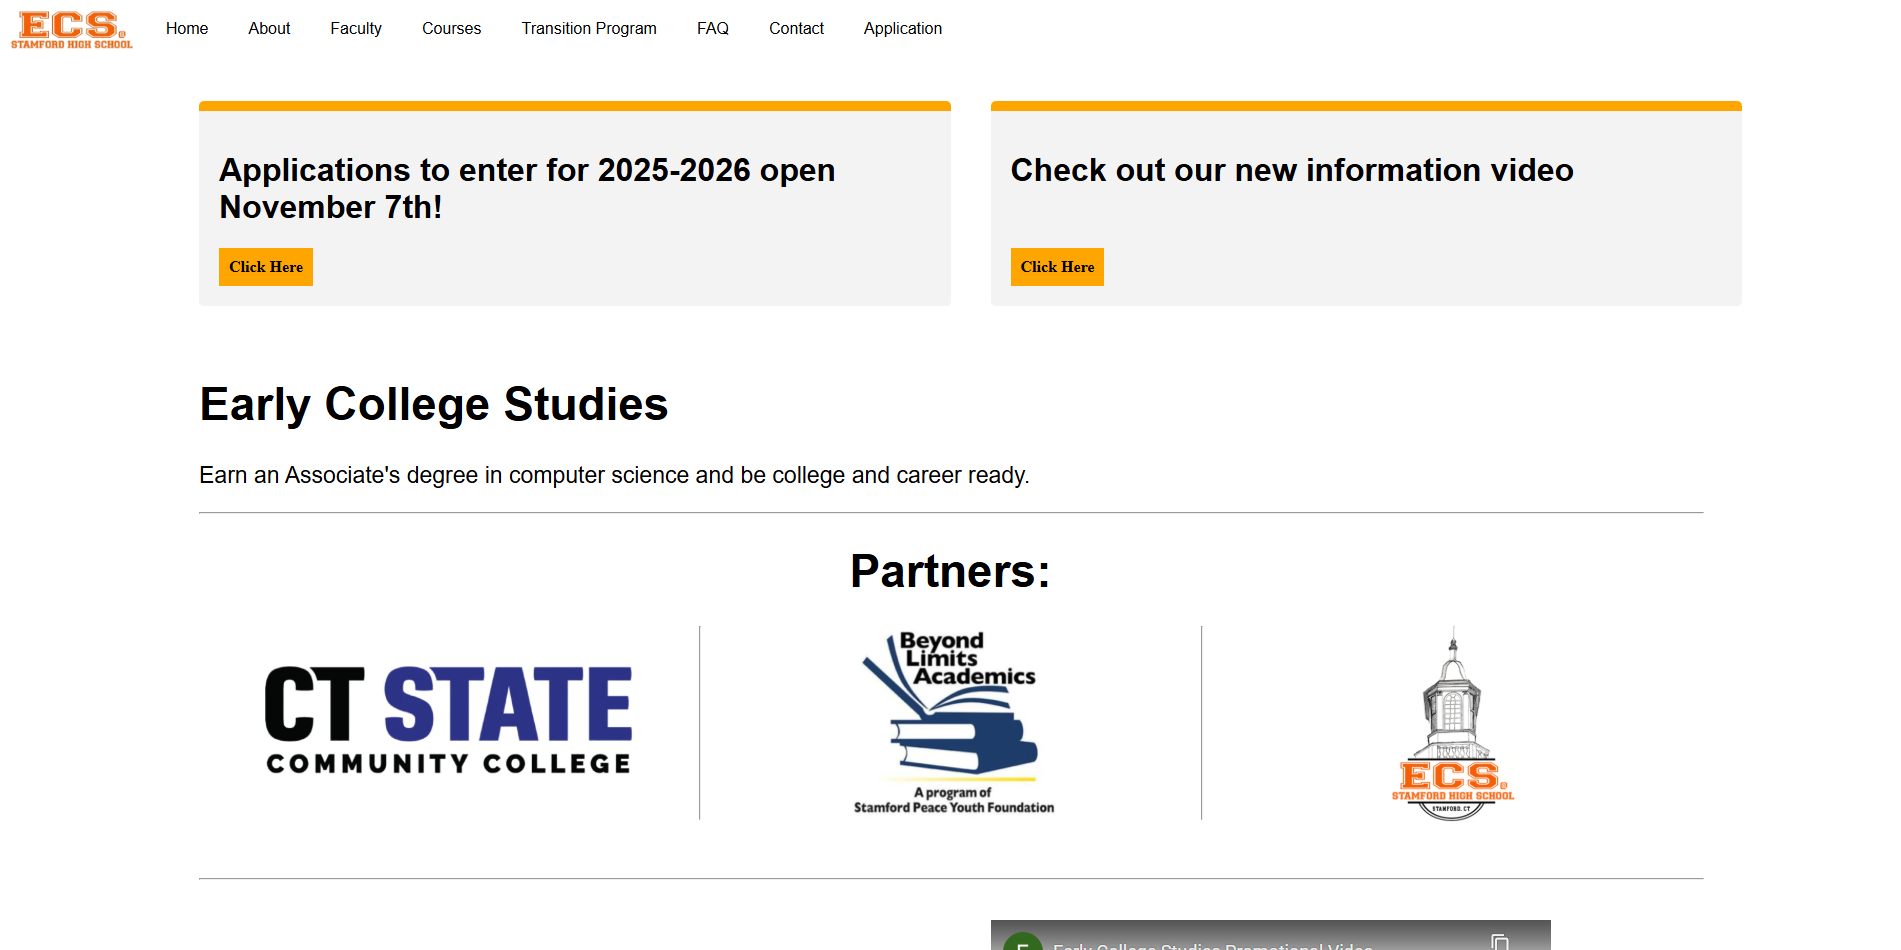 ECS.
STAMFORD HIGH SCHOOL
Home About Faculty Courses Transition Program FAQ Contact Application
Applications to enter for 2025-2026 open
November 7th!
Click Here
Check out our new information video
Click Here
Early College Studies
Earn an Associate's degree in computer science and be college and career ready.
Partners:
CT STATE
COMMUNITY COLLEGE
Beyond
Limits
Academics
A program of
Stamford Peace Youth Foundation
ECS.
STAMFORD HIGH SCHOOL
STAMFORD, CT
Early College Studies Promotional Video